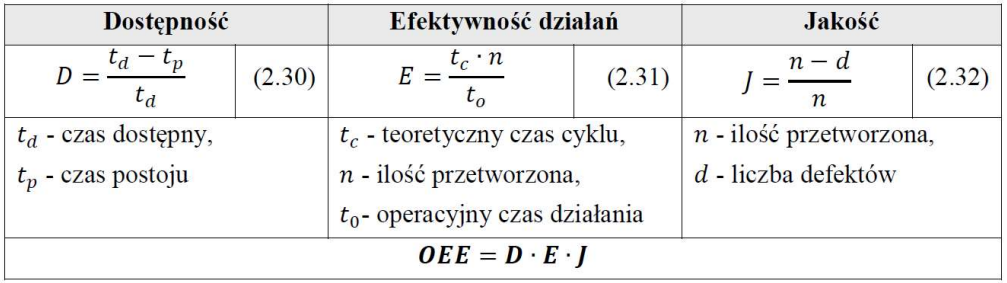 Dostępność Efektywność działań Jakość
D = (t_d − t_p) / t_d (2.30) E = (t_c · n) / t_o (2.31) J = (n − d) / n (2.32)
t_d - czas dostępny, t_c - teoretyczny czas cyklu, n - ilość przetworzona,
t_p - czas postoju n - ilość przetworzona, d - liczba defektów
t_0- operacyjny czas działania
OEE = D · E · J